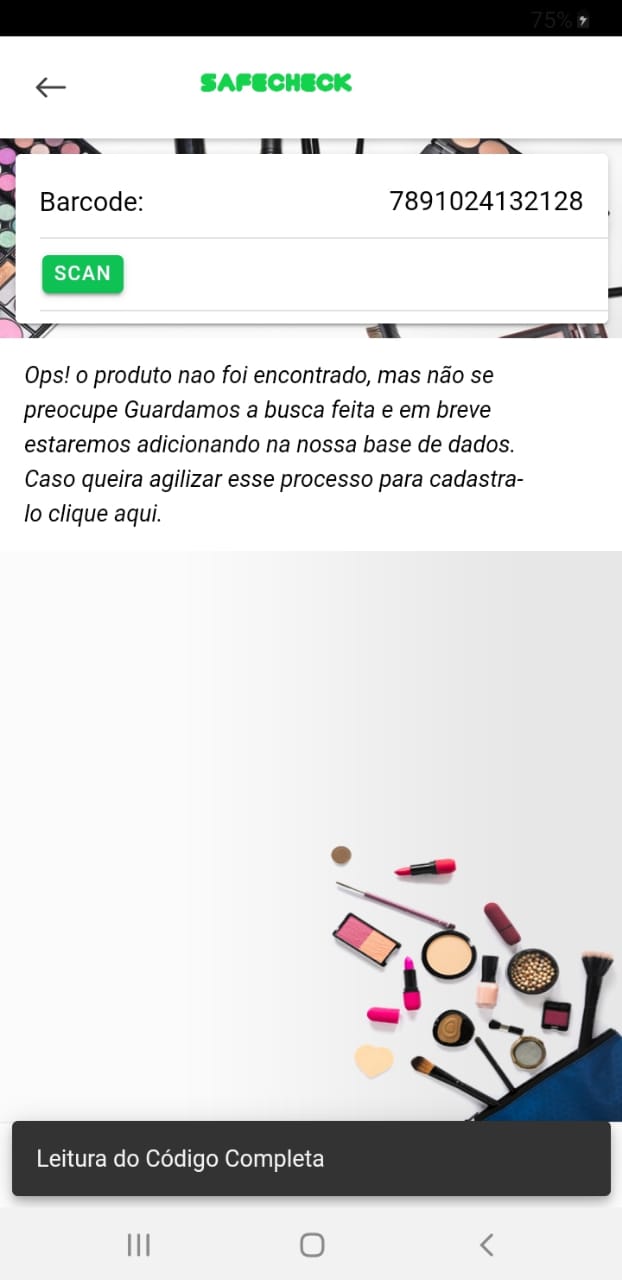 75%
SAFECHECK
Barcode: 7891024132128
SCAN
Ops! o produto nao foi encontrado, mas não se
preocupe Guardamos a busca feita e em breve
estaremos adicionando na nossa base de dados.
Caso queira agilizar esse processo para cadastra-
lo clique aqui.
Leitura do Código Completa